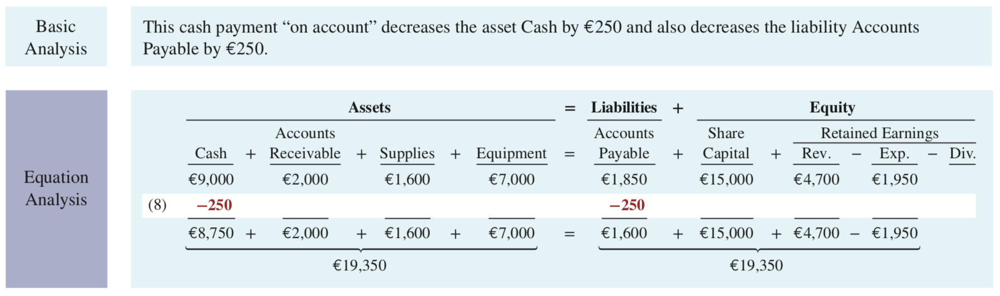 Basic
Analysis
This cash payment “on account” decreases the asset Cash by €250 and also decreases the liability Accounts
Payable by €250.
Equation
Analysis
Assets = Liabilities + Equity
Accounts Accounts Share Retained Earnings
Cash + Receivable + Supplies + Equipment = Payable + Capital + Rev. − Exp. − Div.
€9,000 €2,000 €1,600 €7,000 €1,850 €15,000 €4,700 €1,950
(8) −250 −250
€8,750 + €2,000 + €1,600 + €7,000 = €1,600 + €15,000 + €4,700 − €1,950
€19,350 €19,350